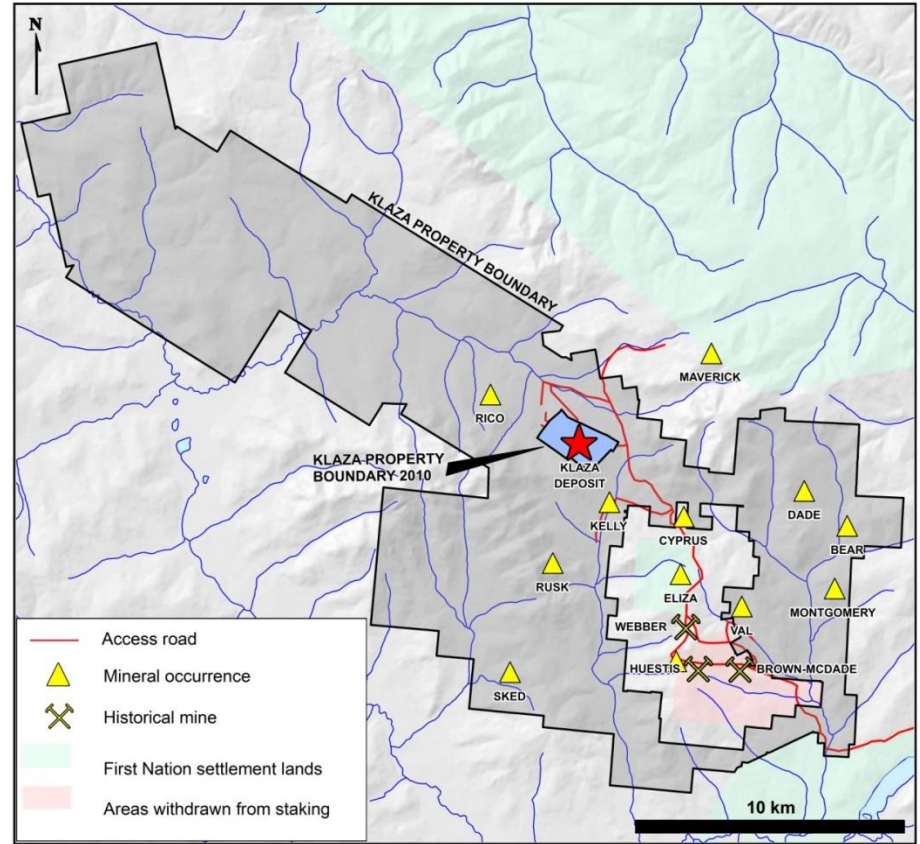 N
KLAZA PROPERTY BOUNDARY
MAVERICK
RICO
KLAZA PROPERTY
BOUNDARY 2010
KLAZA
DEPOSIT
KELLY
CYPRUS
DADE
BEAR
RUSK
ELIZA
MONTGOMERY
WEBBER
VAL
HUESTIS
BROWN-MCDADE
SKED
Access road
Mineral occurrence
Historical mine
First Nation settlement lands
Areas withdrawn from staking
10 km